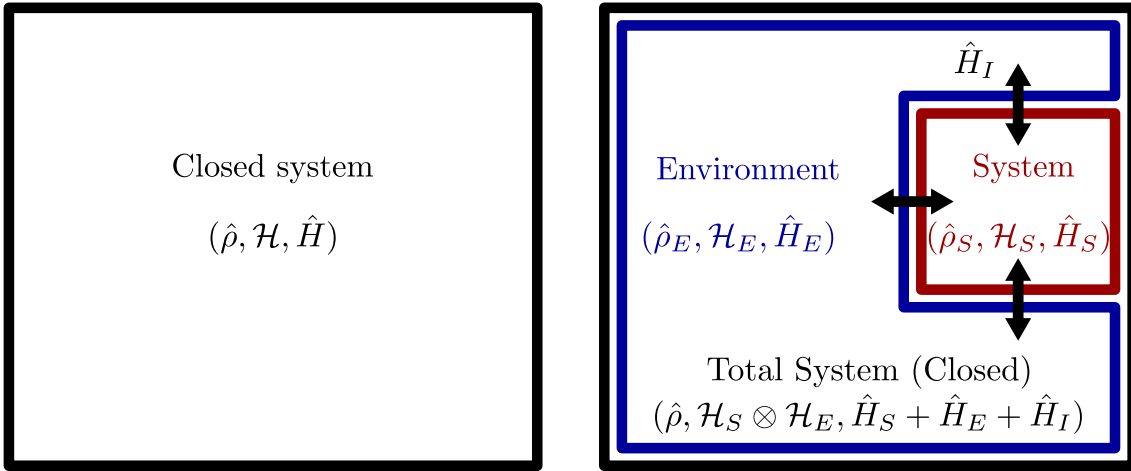 Closed system
(ρ̂, ℋ, Ĥ)
Ĥ_I
Environment
(ρ̂_E, ℋ_E, Ĥ_E)
System
(ρ̂_S, ℋ_S, Ĥ_S)
Total System (Closed)
(ρ̂, ℋ_S ⊗ ℋ_E, Ĥ_S + Ĥ_E + Ĥ_I)